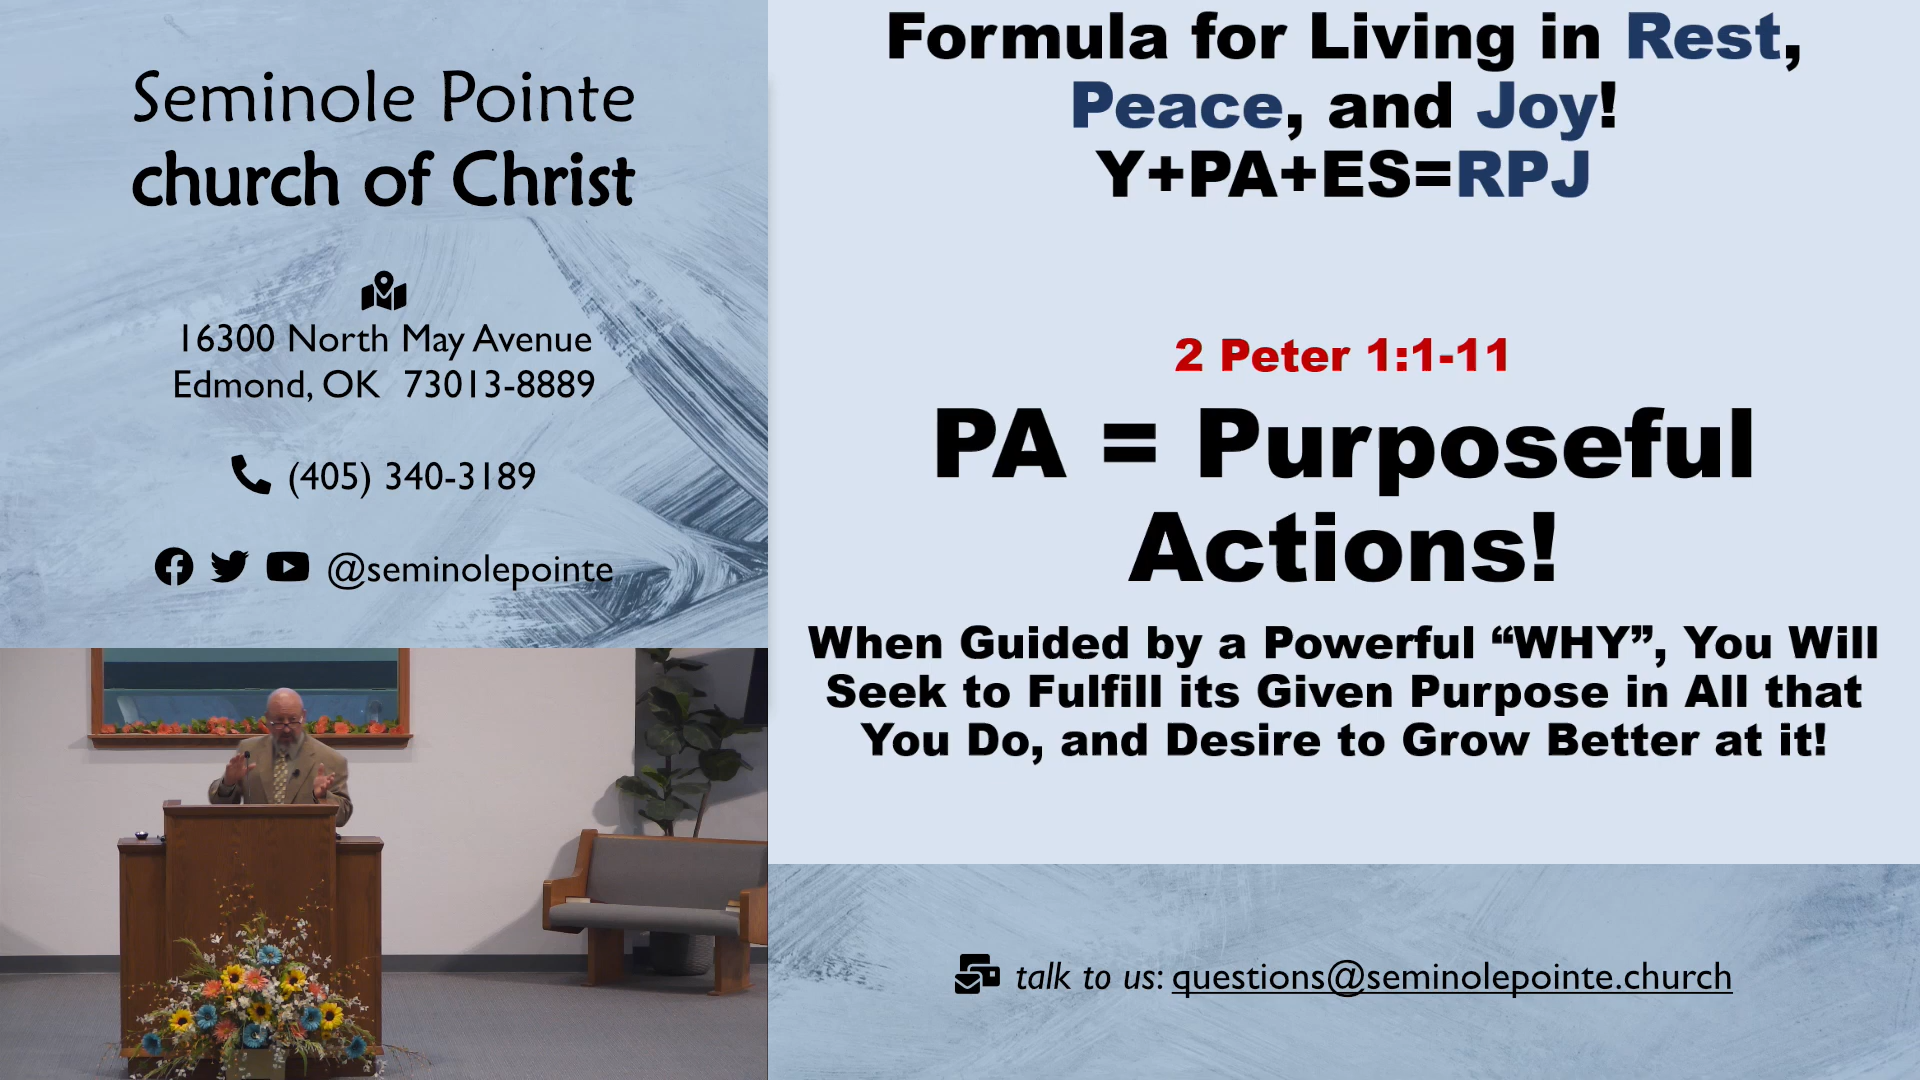 Seminole Pointe
church of Christ
16300 North May Avenue
Edmond, OK 73013-8889
(405) 340-3189
@seminolepointe
Formula for Living in Rest,
Peace, and Joy!
Y+PA+ES=RPJ
2 Peter 1:1-11
PA = Purposeful
Actions!
When Guided by a Powerful “WHY”, You Will
Seek to Fulfill its Given Purpose in All that
You Do, and Desire to Grow Better at it!
talk to us: questions@seminolepointe.church